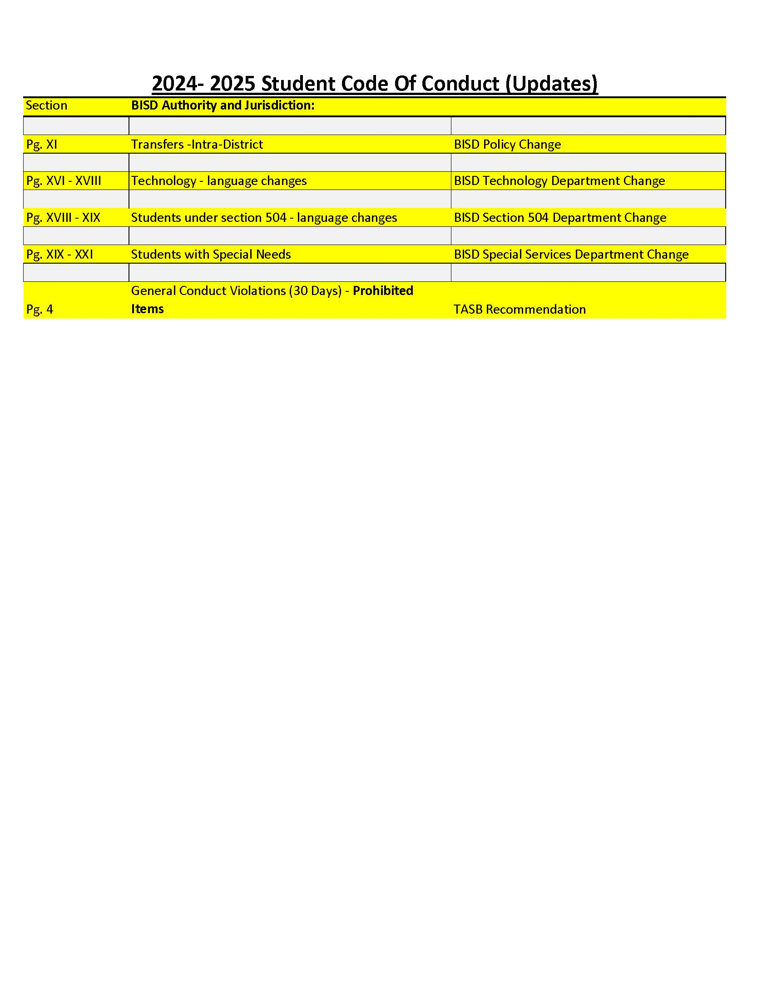 2024- 2025 Student Code Of Conduct (Updates)
Section BISD Authority and Jurisdiction:
Pg. XI Transfers -Intra-District BISD Policy Change
Pg. XVI - XVIII Technology - language changes BISD Technology Department Change
Pg. XVIII - XIX Students under section 504 - language changes BISD Section 504 Department Change
Pg. XIX - XXI Students with Special Needs BISD Special Services Department Change
General Conduct Violations (30 Days) - Prohibited
Pg. 4 Items TASB Recommendation